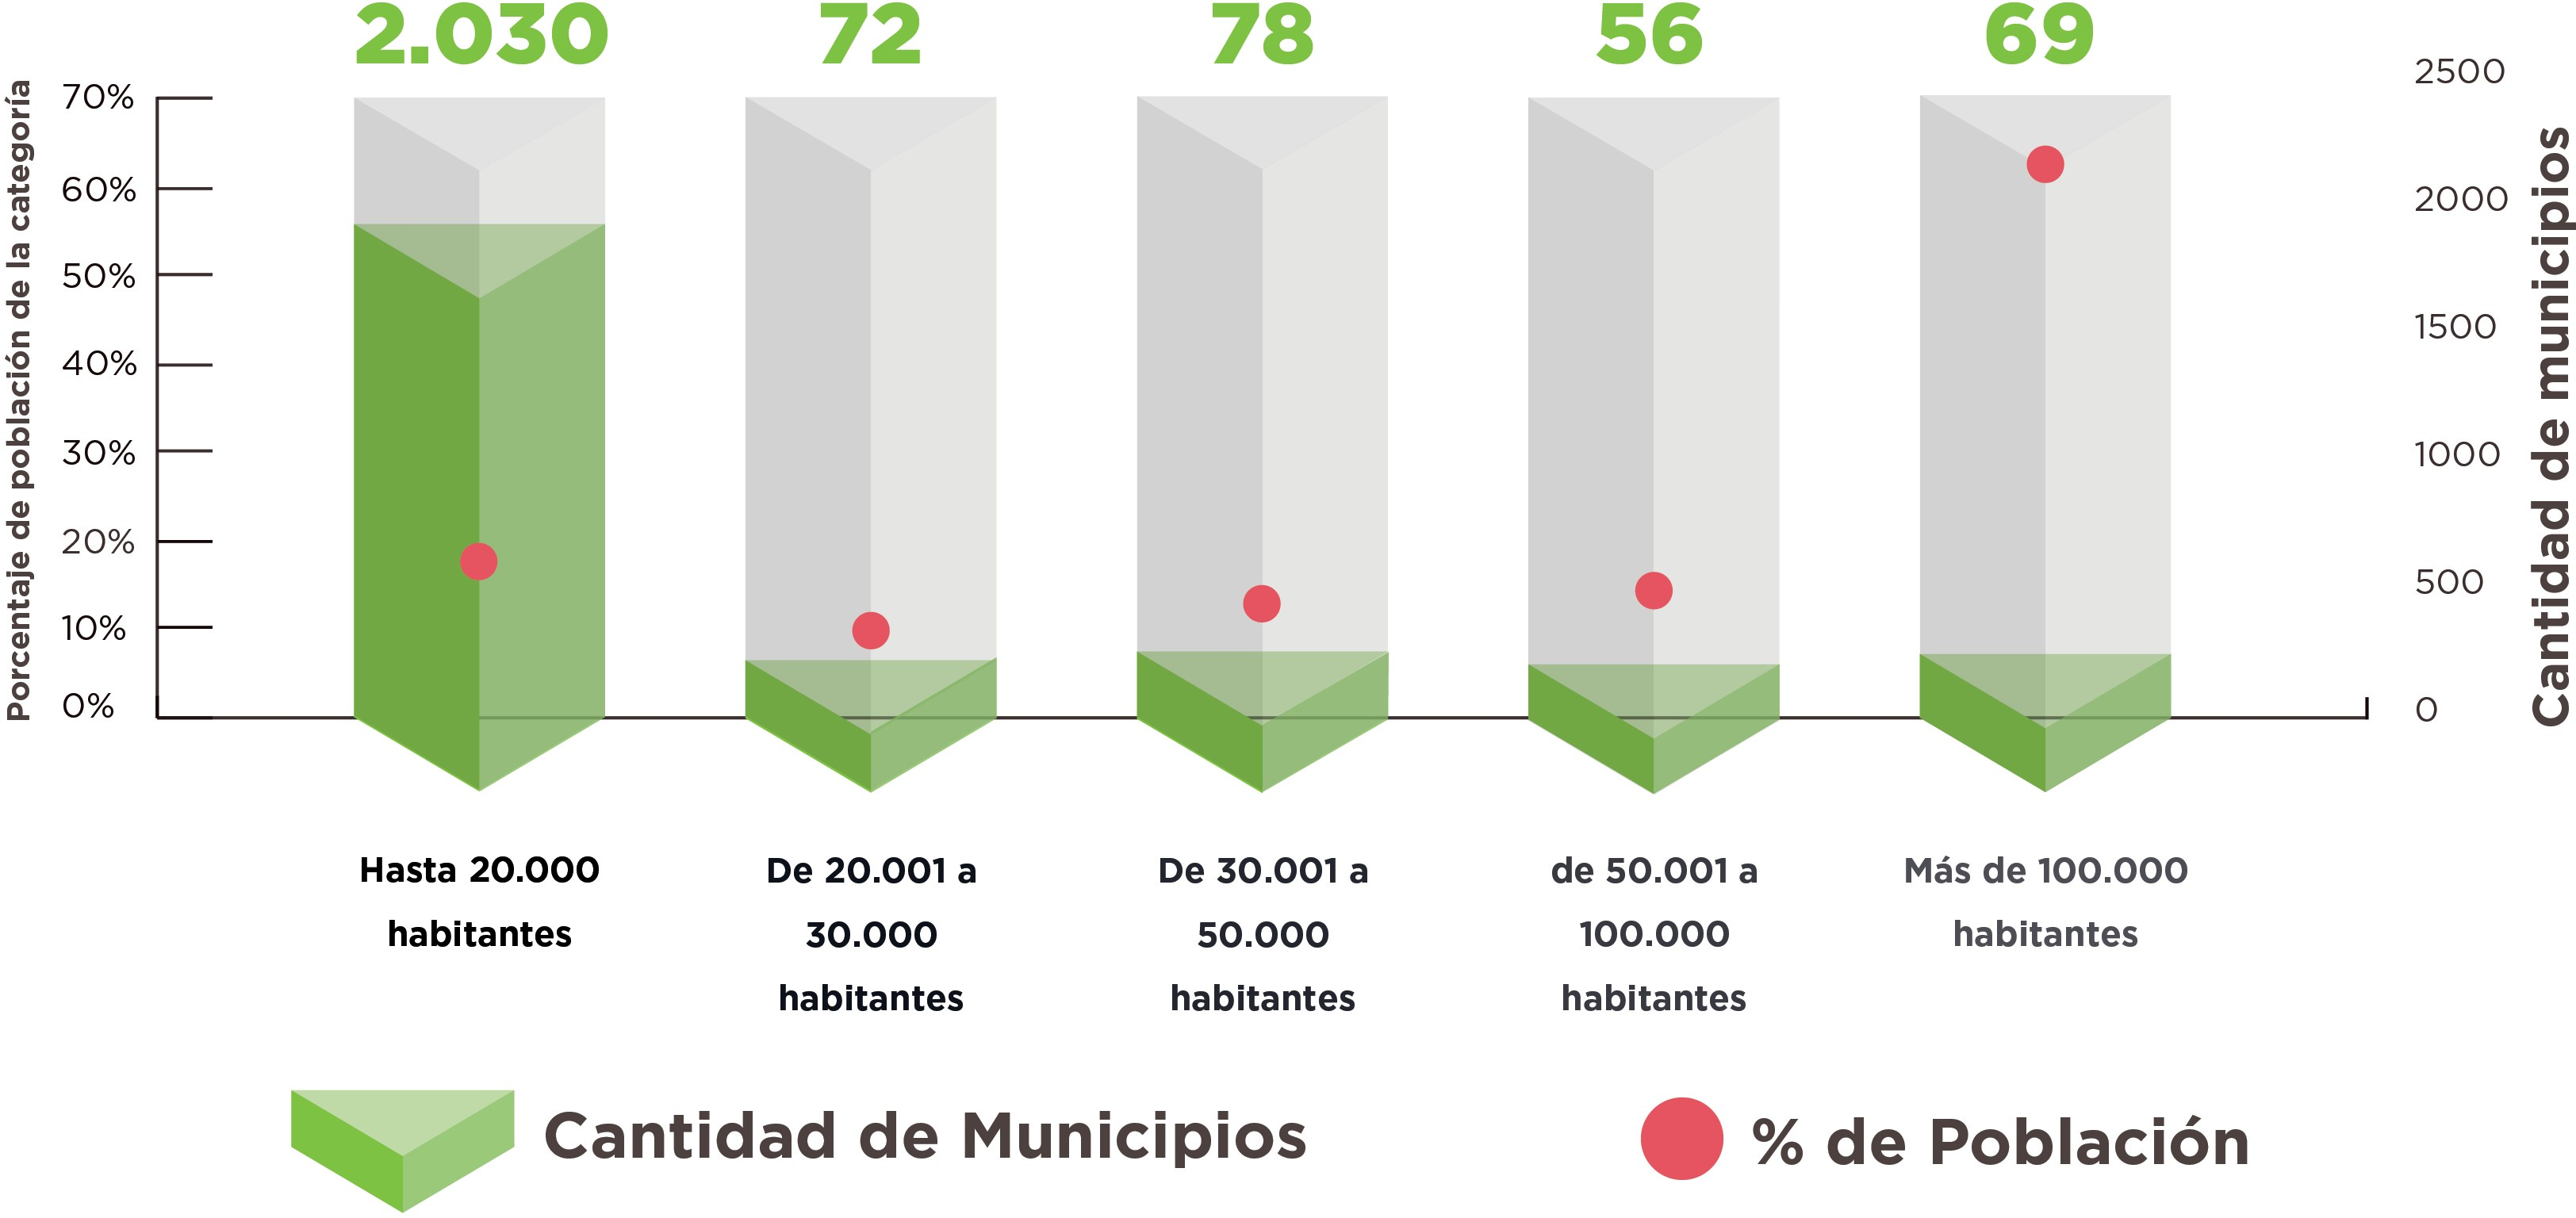 2.030
72
78
56
69
Porcentaje de población de la categoría
70%
60%
50%
40%
30%
20%
10%
0%
2500
2000
1500
1000
500
0
Cantidad de municipios
Hasta 20.000
habitantes
De 20.001 a
30.000
habitantes
De 30.001 a
50.000
habitantes
de 50.001 a
100.000
habitantes
Más de 100.000
habitantes
Cantidad de Municipios
% de Población